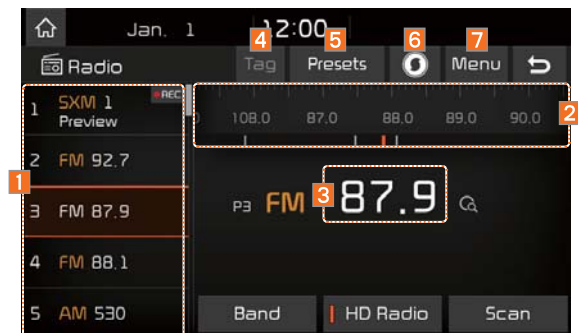 Jan. 1 12:00
4 5 6 7
Radio Tag Presets Menu
1 SXM 1 REC
Preview
108.0 87.0 88.0 89.0 90.0 2
2 FM 92.7
1
3 FM 87.9
P3 FM 3 87.9
4 FM 88.1
5 AM 530
Band HD Radio Scan